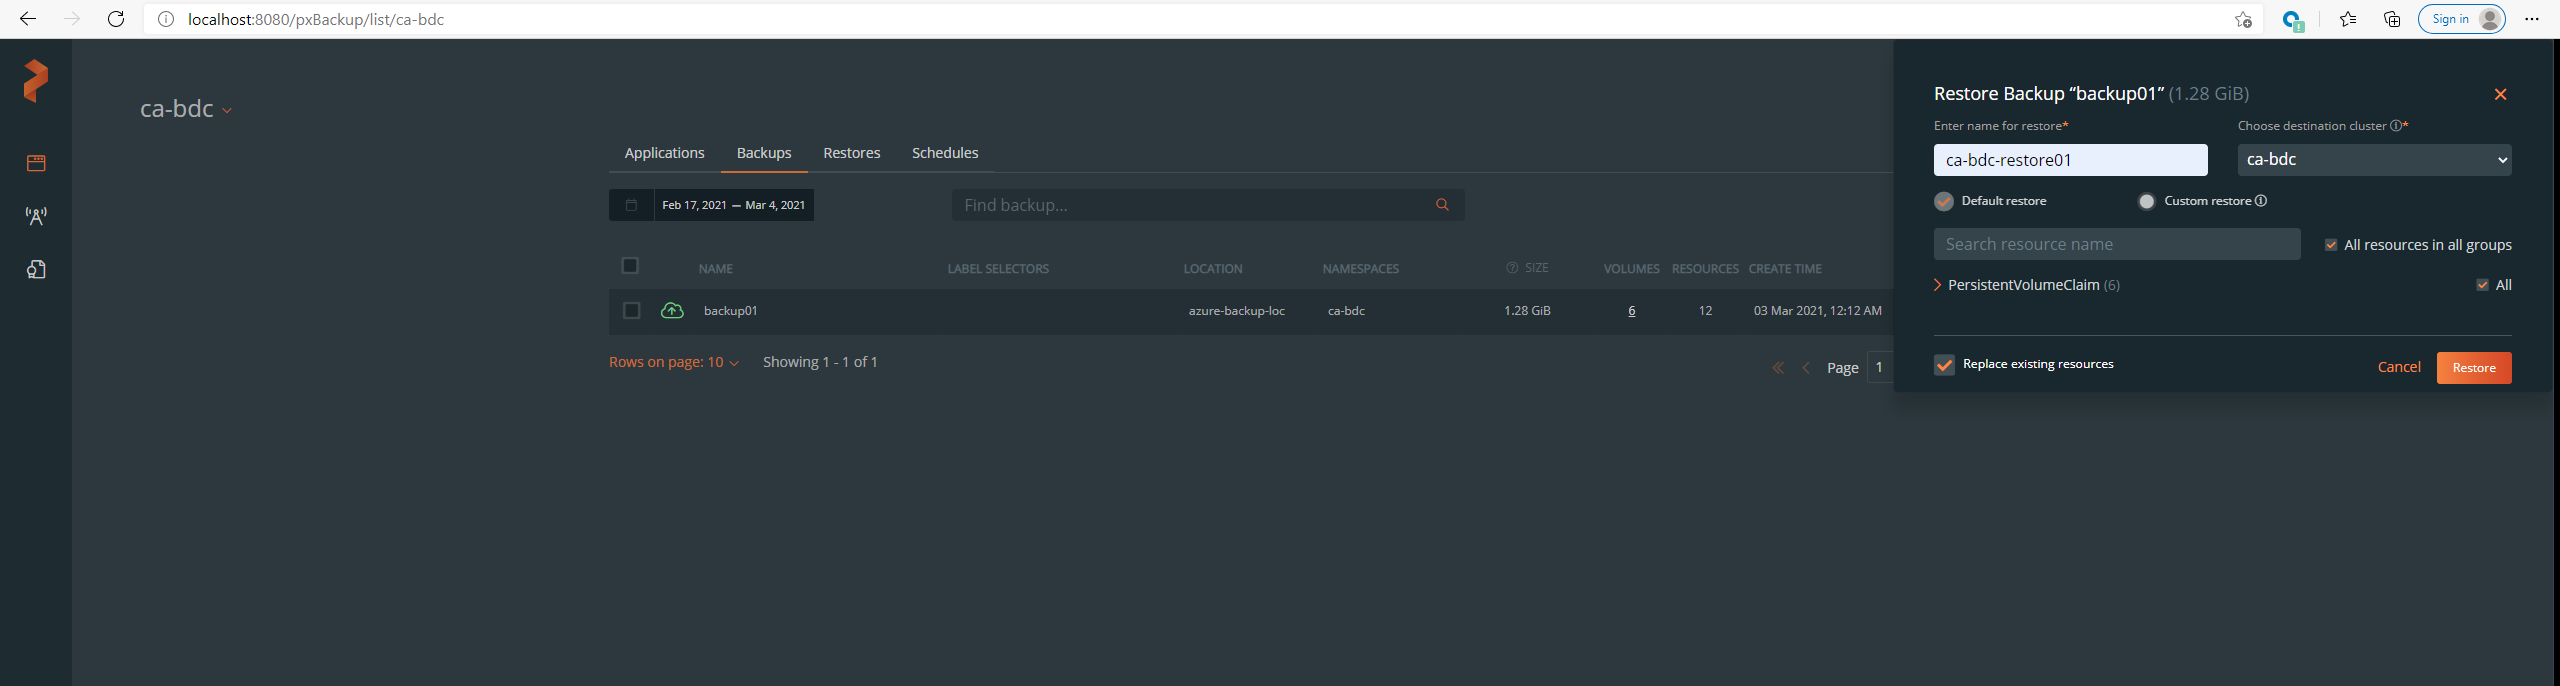 localhost:8080/pxBackup/list/ca-bdc
Sign in
ca-bdc
Applications Backups Restores Schedules
Feb 17, 2021 — Mar 4, 2021 Find backup...
NAME LABEL SELECTORS LOCATION NAMESPACES SIZE VOLUMES RESOURCES CREATE TIME
backup01 azure-backup-loc ca-bdc 1.28 GiB 6 12 03 Mar 2021, 12:12 AM
Rows on page: 10 Showing 1 - 1 of 1 Page 1
Restore Backup “backup01” (1.28 GiB)
Enter name for restore* Choose destination cluster *
ca-bdc-restore01 ca-bdc
Default restore Custom restore
Search resource name All resources in all groups
PersistentVolumeClaim (6) All
Replace existing resources Cancel Restore